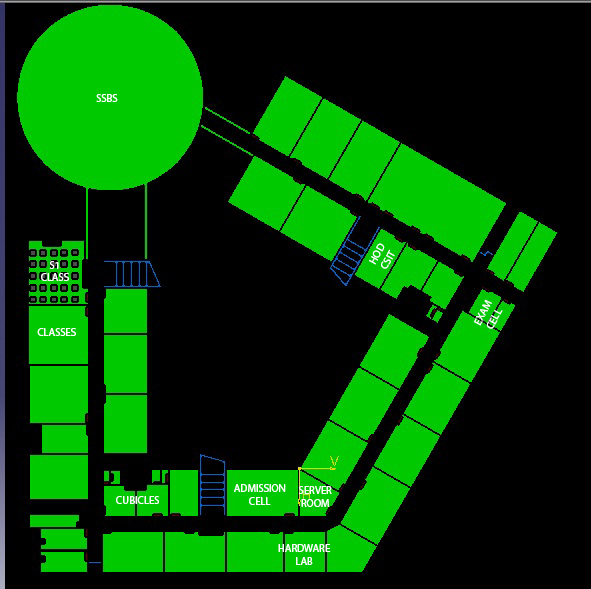 SSBS
S1
CLASS
CLASSES
HOD
CSIT
EXAM
CELL
CUBICLES
ADMISSION
CELL
SERVER
ROOM
HARDWARE
LAB